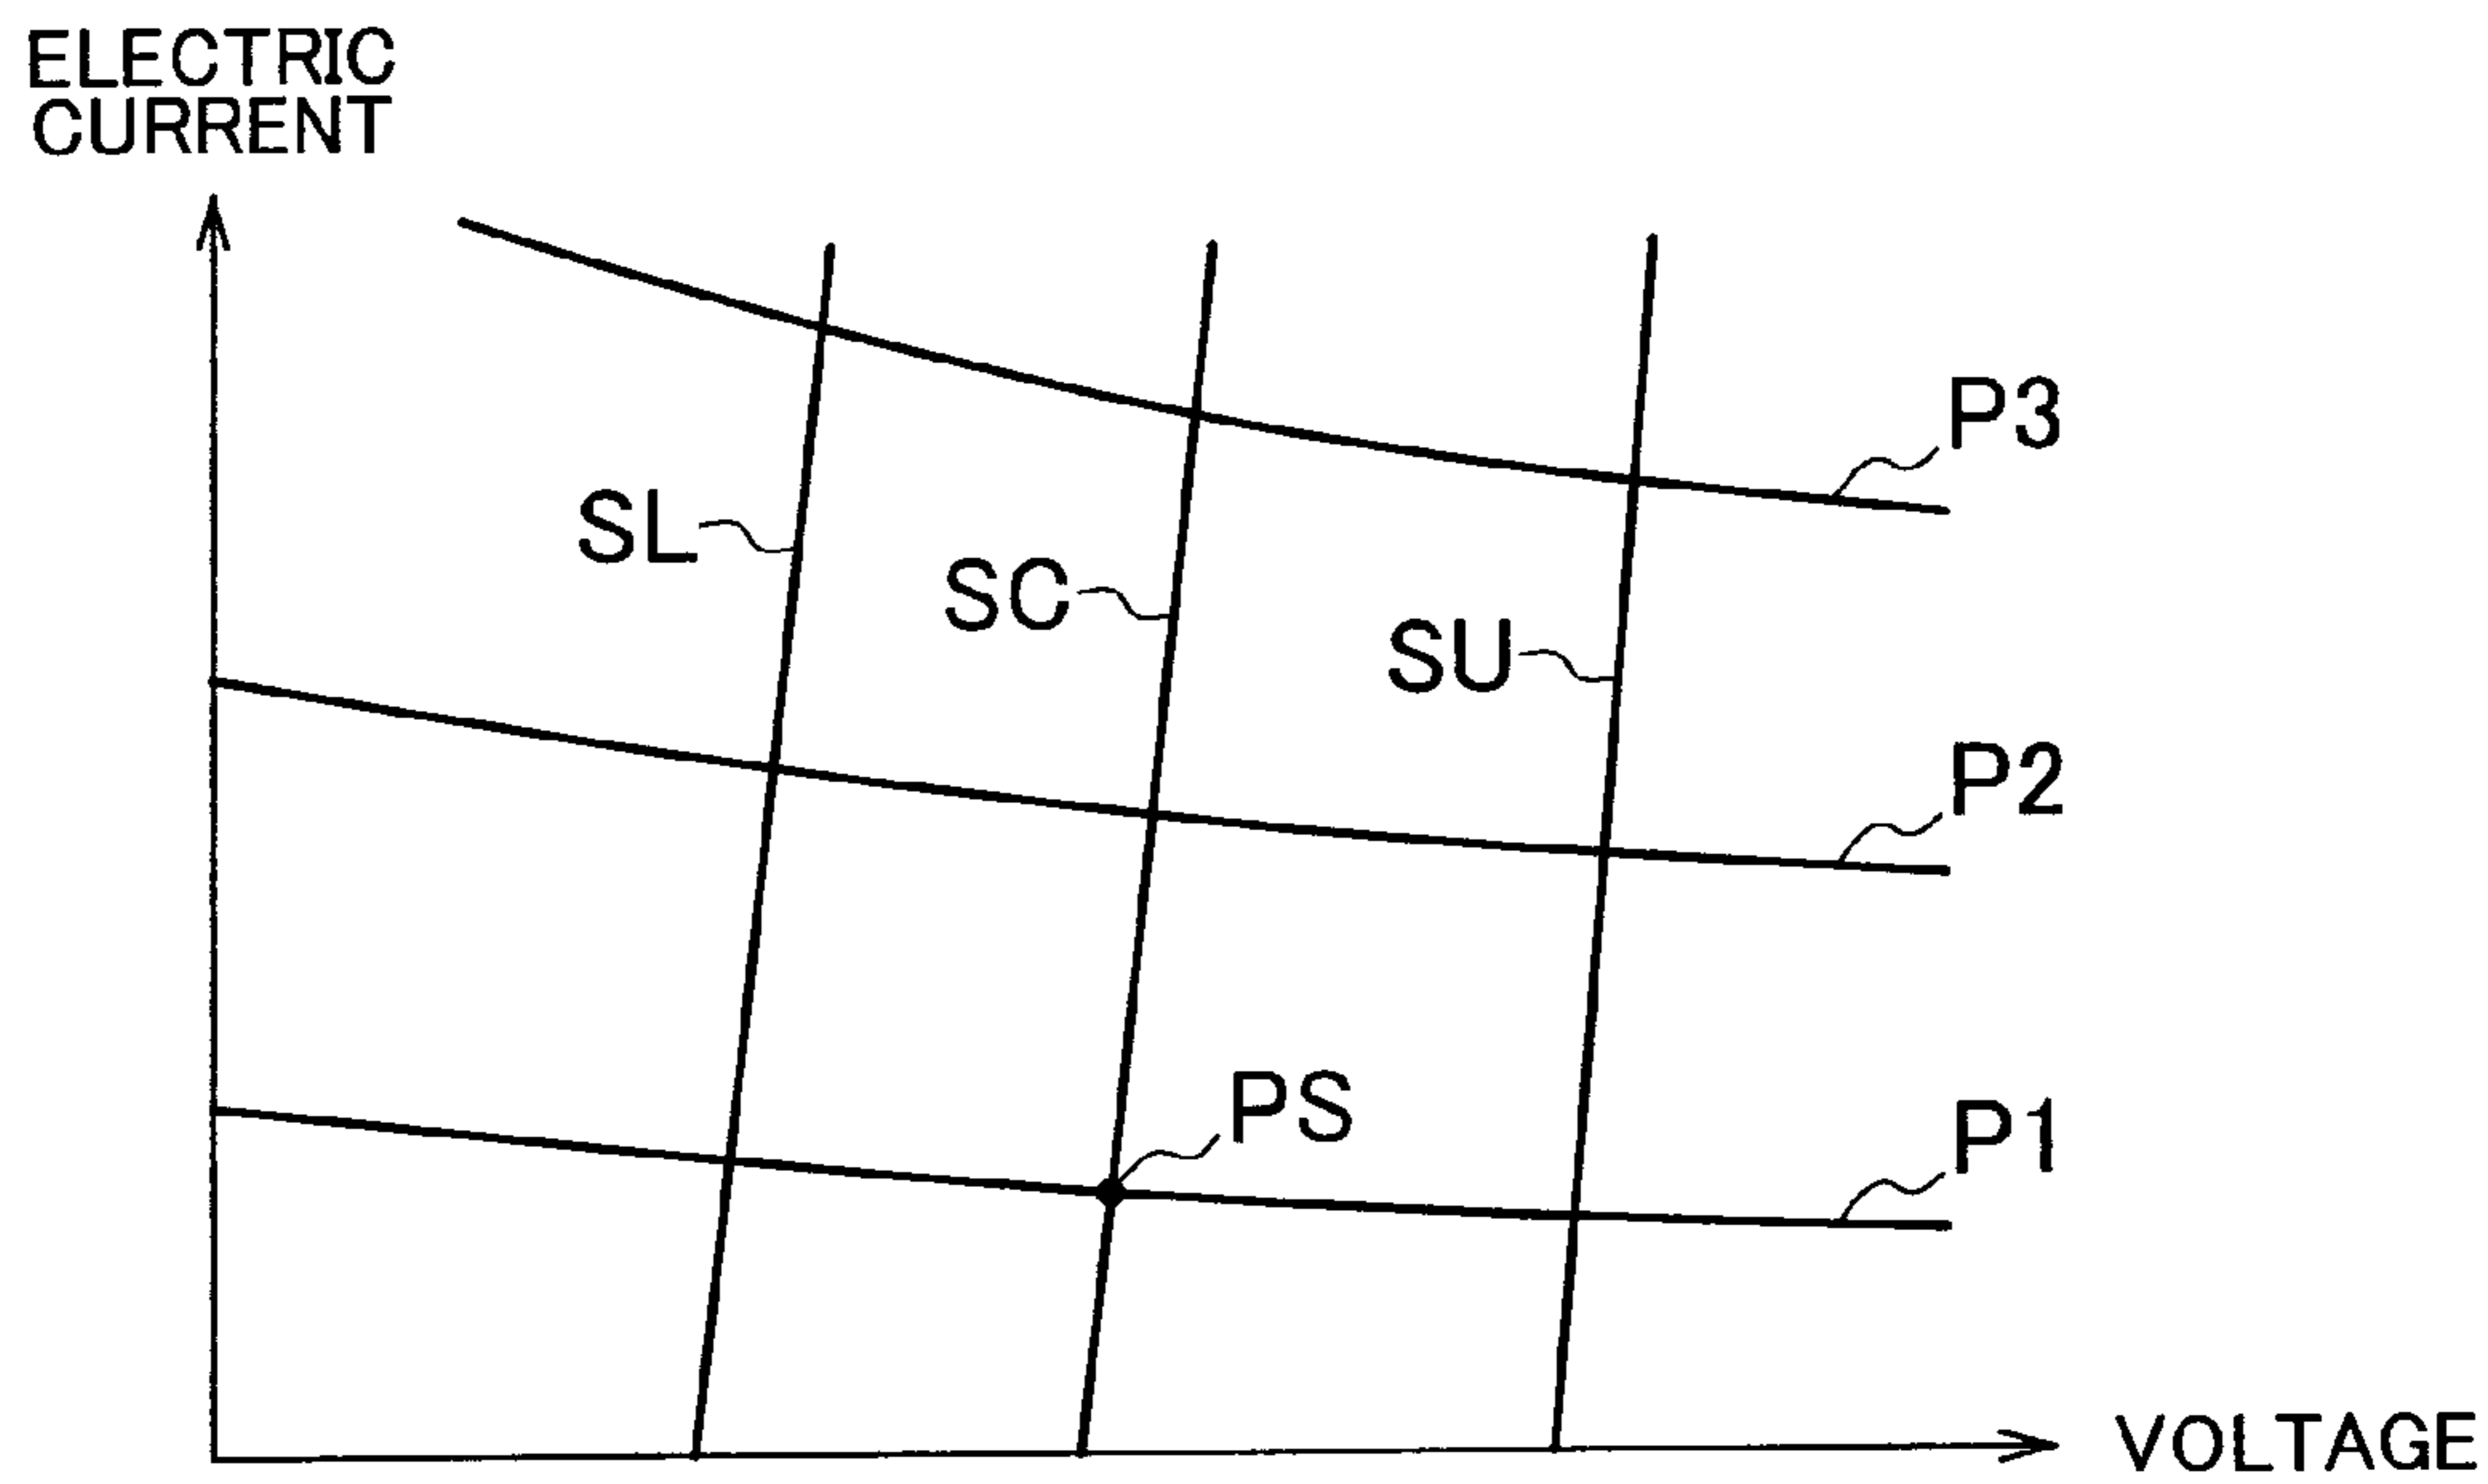 ELECTRIC
CURRENT
P3
SL
SC
SU
P2
PS
P1
VOLTAGE